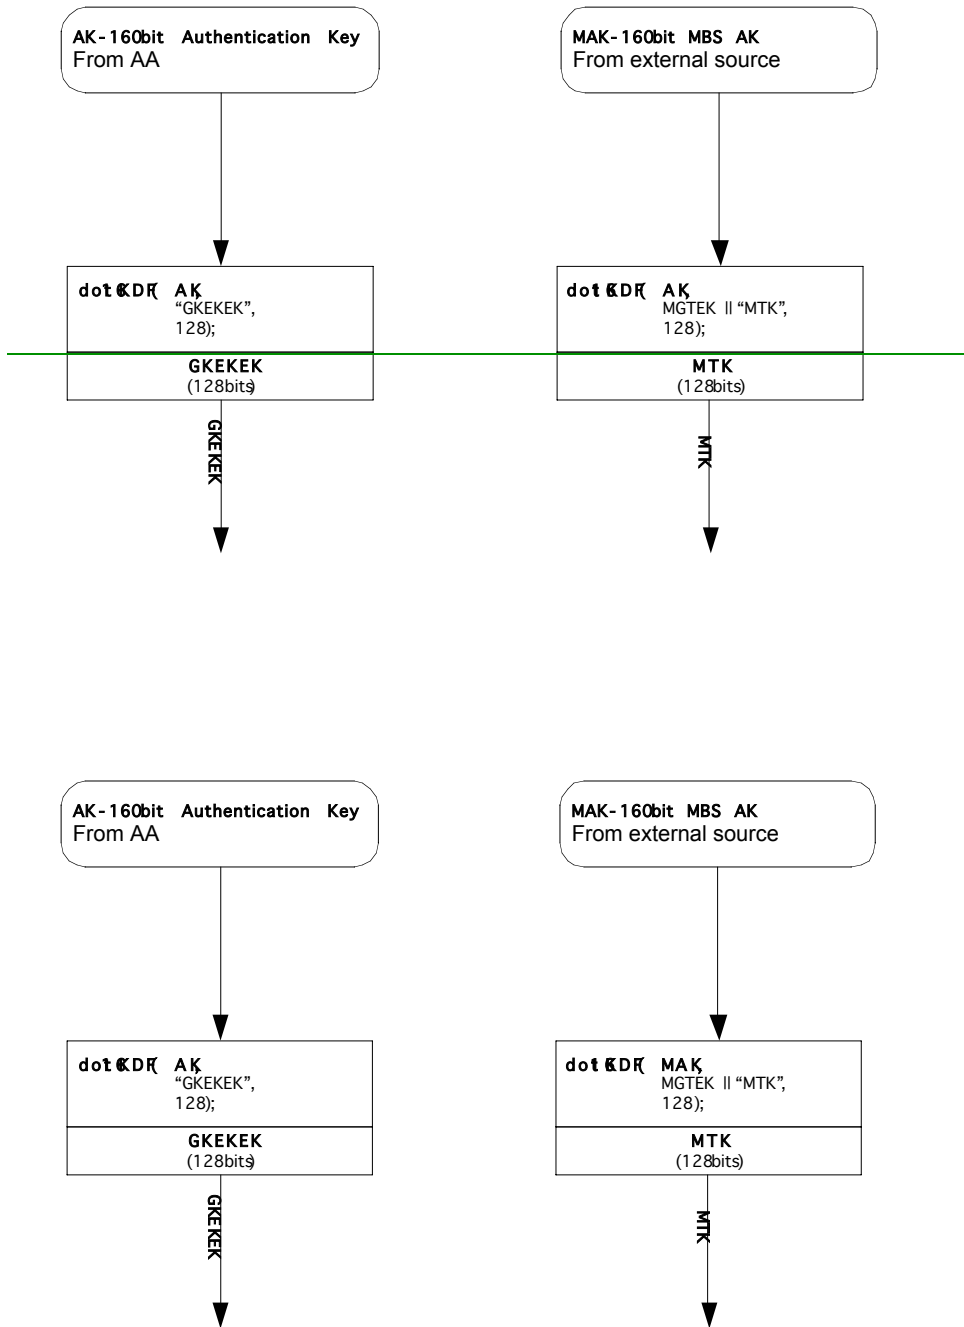 AK-160bit Authentication Key
From AA
MAK-160bit MBS AK
From external source
dot16KDF( AK,
“GKEKEK”,
128);
GKEKEK
(128bits)
GKEKEK
dot16KDF( AK,
MGTEK || “MTK”,
128);
MTK
(128bits)
MTK
AK-160bit Authentication Key
From AA
MAK-160bit MBS AK
From external source
dot16KDF( AK,
“GKEKEK”,
128);
GKEKEK
(128bits)
GKEKEK
dot16KDF( MAK,
MGTEK || “MTK”,
128);
MTK
(128bits)
MTK